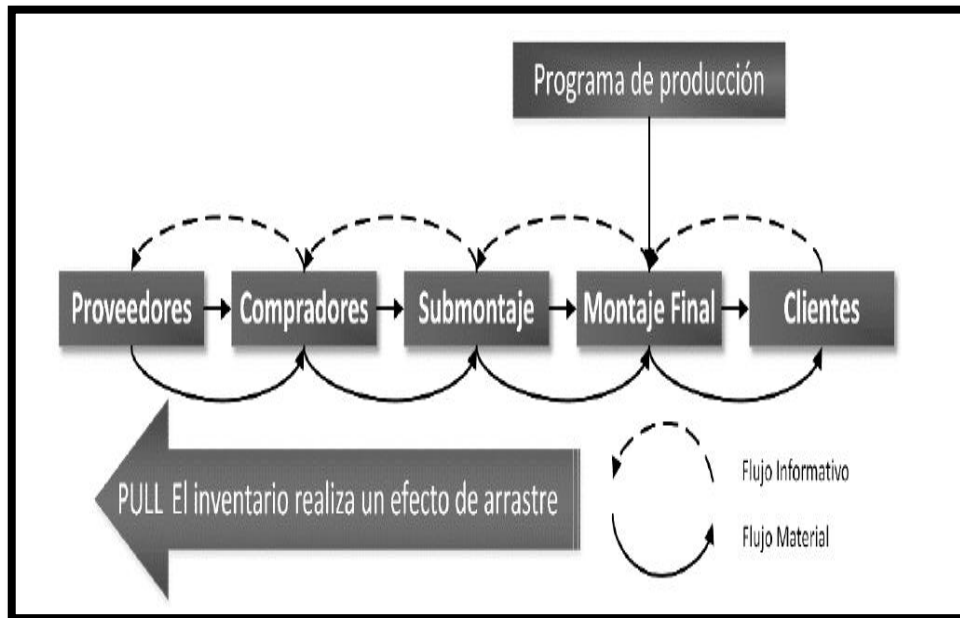 Programa de producción
Proveedores
Compradores
Submontaje
Montaje Final
Clientes
PULL El inventario realiza un efecto de arrastre
Flujo Informativo
Flujo Material